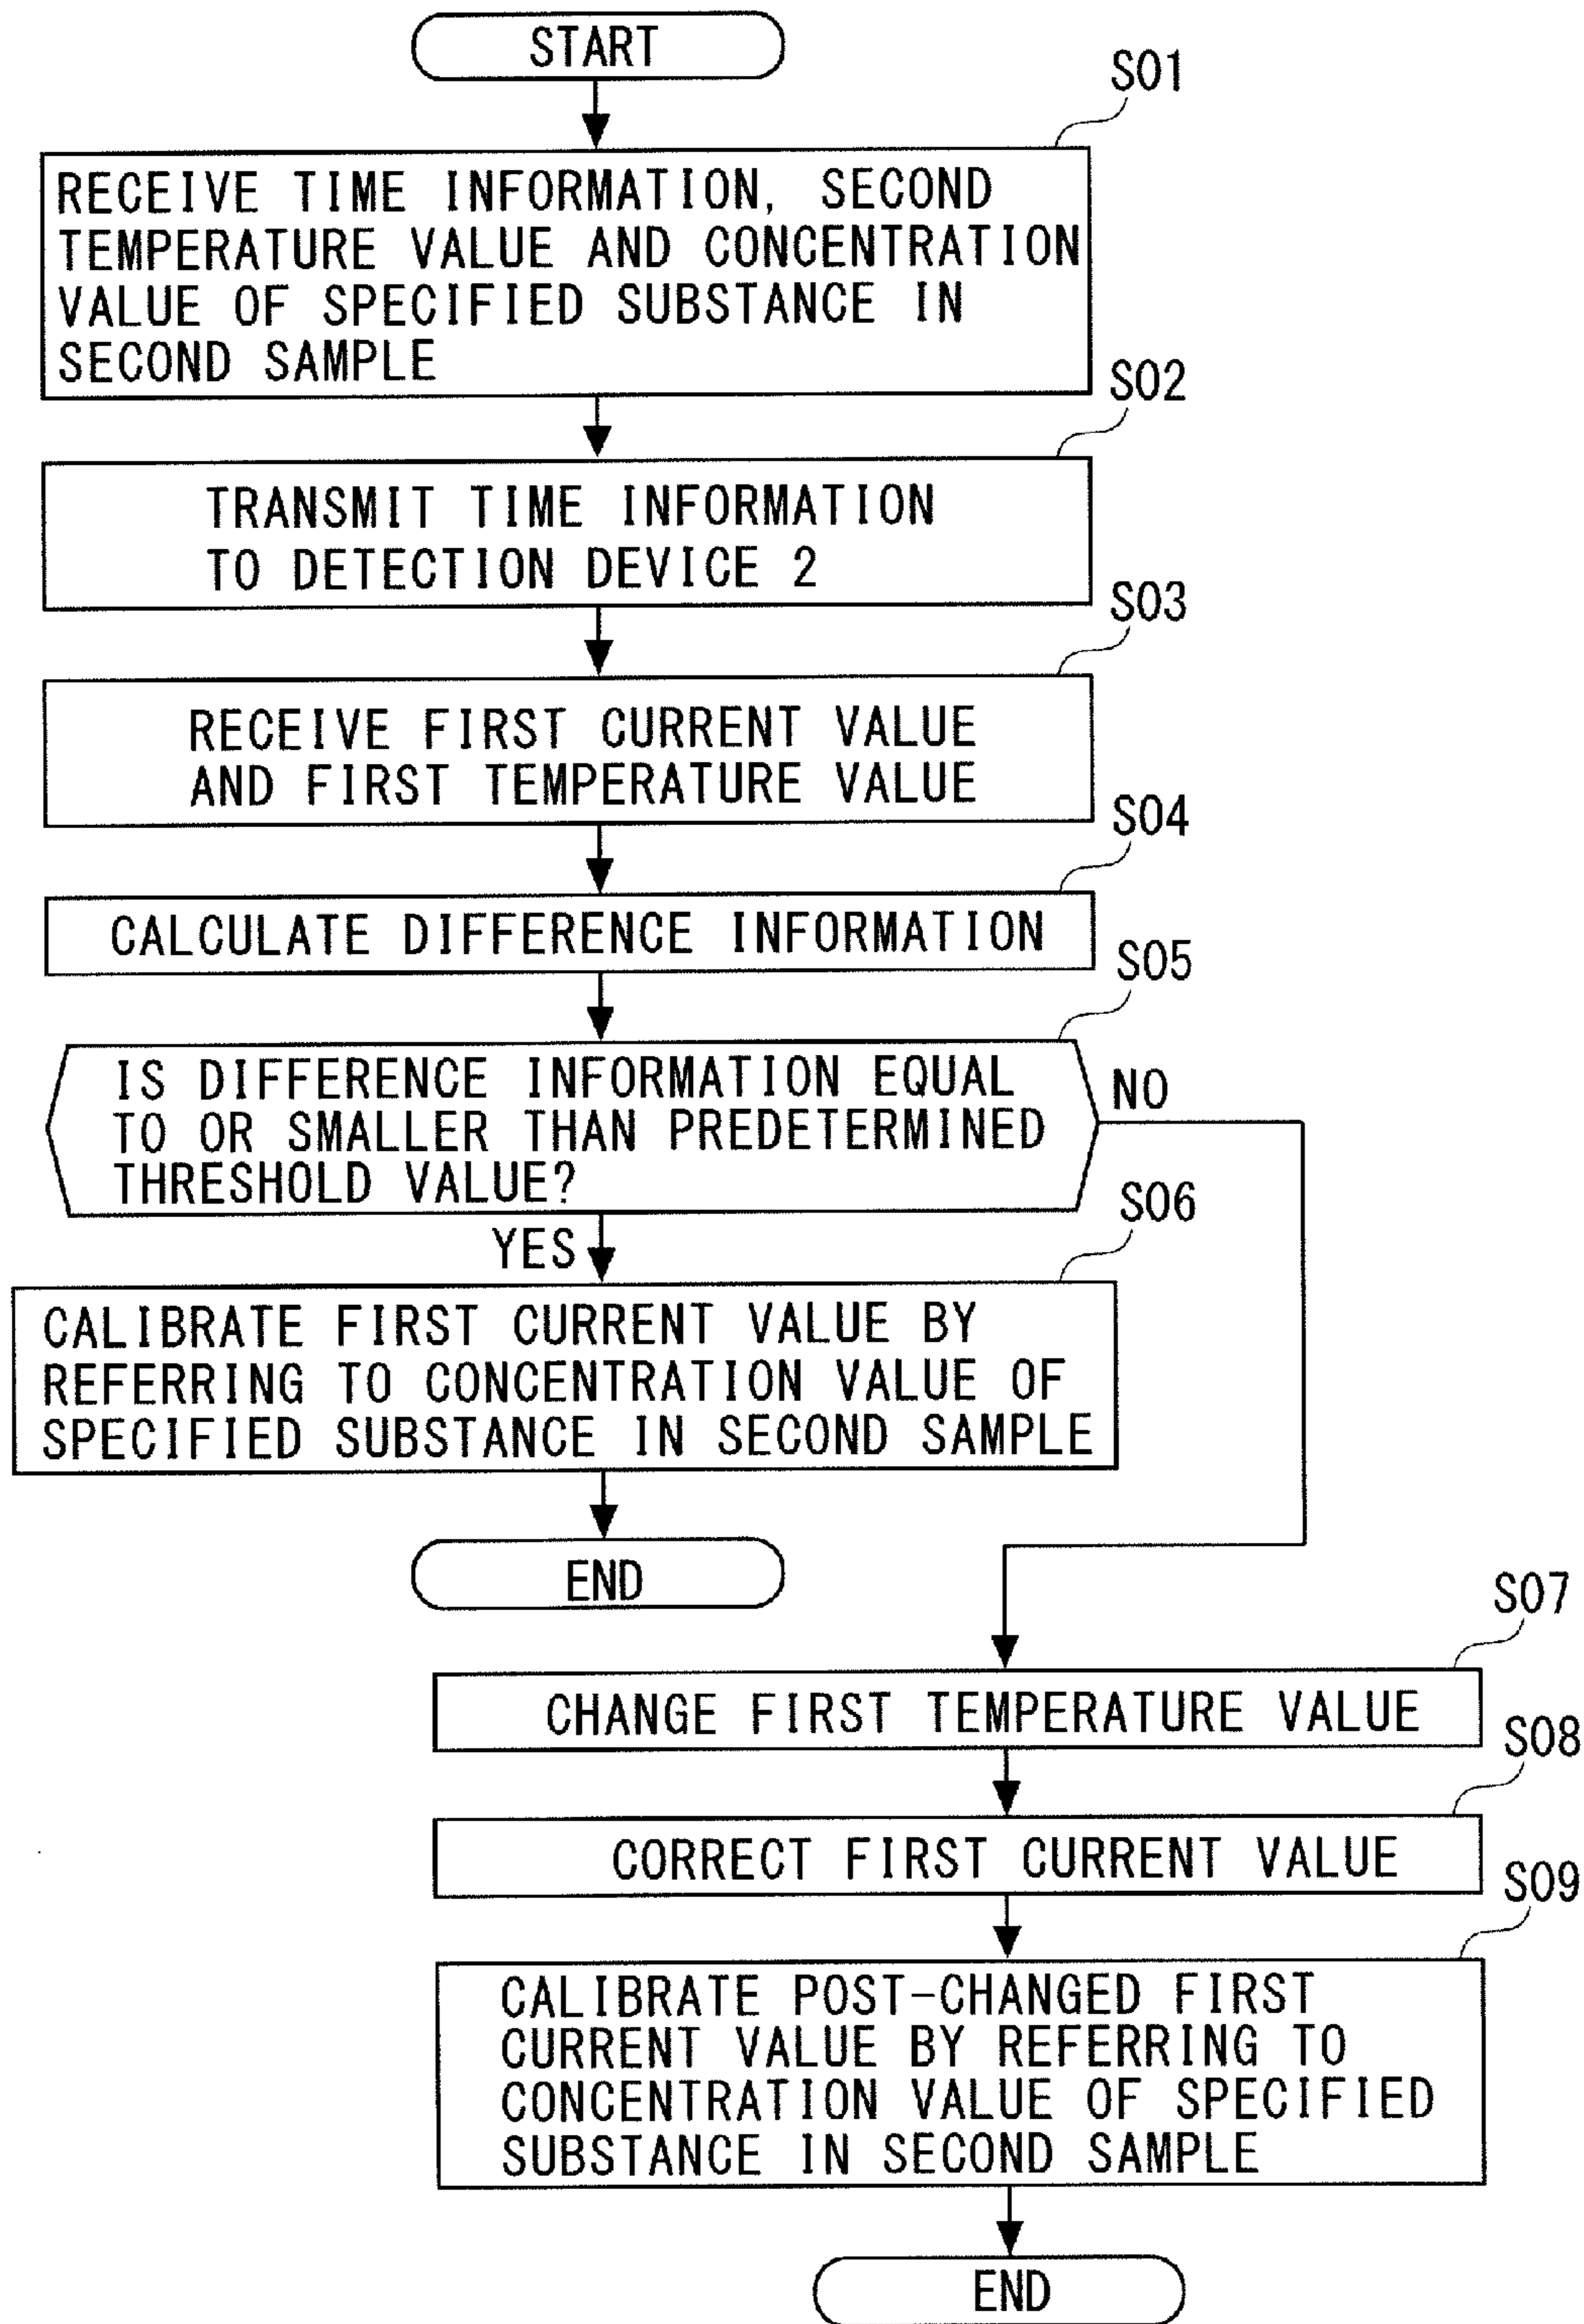 START
S01
RECEIVE TIME INFORMATION, SECOND
TEMPERATURE VALUE AND CONCENTRATION
VALUE OF SPECIFIED SUBSTANCE IN
SECOND SAMPLE
S02
TRANSMIT TIME INFORMATION
TO DETECTION DEVICE 2
S03
RECEIVE FIRST CURRENT VALUE
AND FIRST TEMPERATURE VALUE
S04
CALCULATE DIFFERENCE INFORMATION
S05
IS DIFFERENCE INFORMATION EQUAL
TO OR SMALLER THAN PREDETERMINED
THRESHOLD VALUE?
NO
YES
S06
CALIBRATE FIRST CURRENT VALUE BY
REFERRING TO CONCENTRATION VALUE OF
SPECIFIED SUBSTANCE IN SECOND SAMPLE
END
S07
CHANGE FIRST TEMPERATURE VALUE
S08
CORRECT FIRST CURRENT VALUE
S09
CALIBRATE POST-CHANGED FIRST
CURRENT VALUE BY REFERRING TO
CONCENTRATION VALUE OF SPECIFIED
SUBSTANCE IN SECOND SAMPLE
END